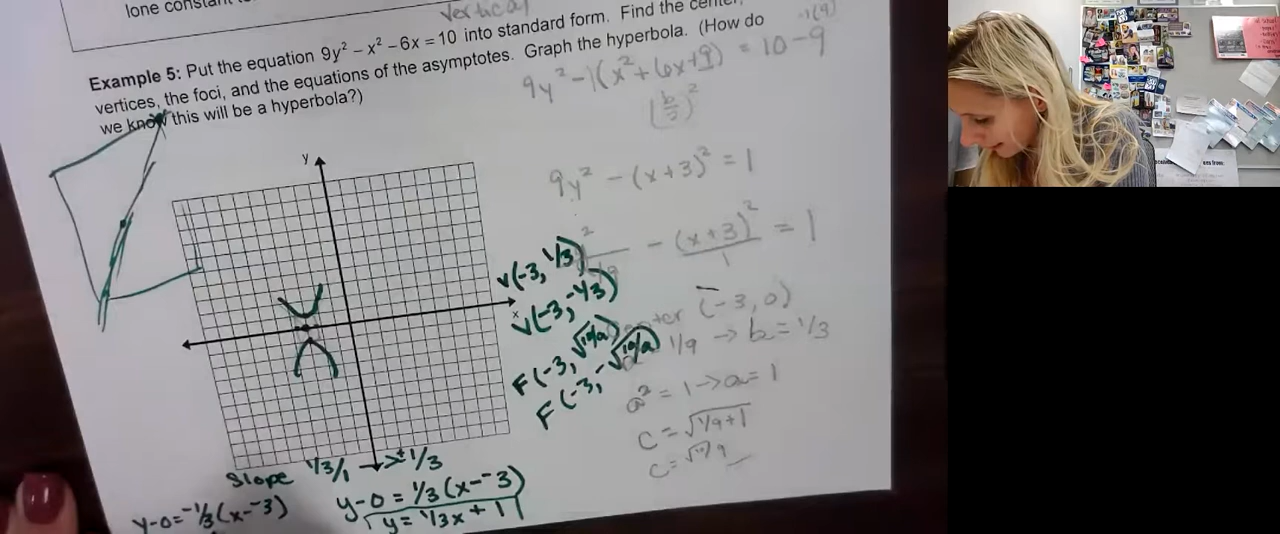 lone constant
Vertical
Example 5: Put the equation 9y² – x² – 6x = 10 into standard form. Find the center,
vertices, the foci, and the equations of the asymptotes. Graph the hyperbola. (How do
we know this will be a hyperbola?)
-1(9)
9y² -1(x² + 6x + 9) = 10 - 9
(b/2)²
9y² - (x+3)² = 1
- (x+3)²/1 = 1
y
x
V(-3, 1/3)
V(-3, -1/3)
(-3, 0)
1/9 → b = 1/3
F(-3, √10/9)
F(-3, -√10/9)
a² = 1 → a = 1
c = √1/9+1
c = √10/9
Slope 1/3/1 → ± 1/3
y-0 = 1/3(x - -3)
y = 1/3x + 1
y-0 = -1/3(x - -3)